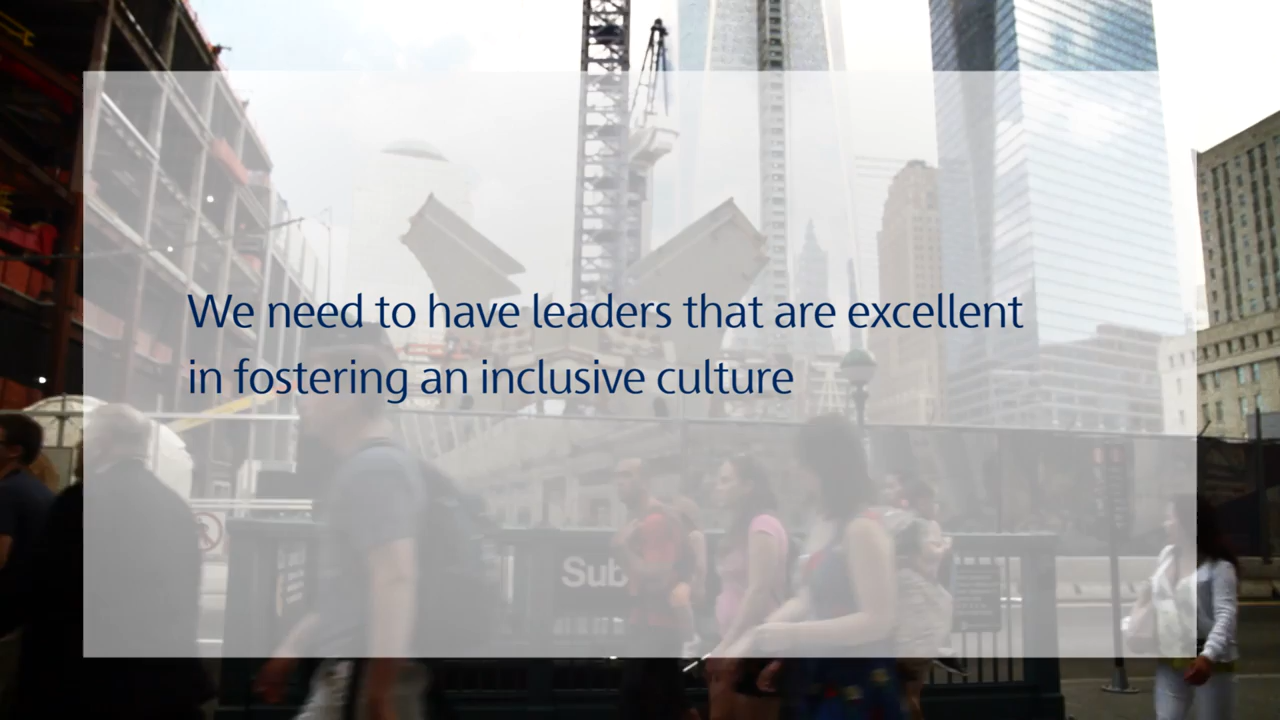 We need to have leaders that are excellent
in fostering an inclusive culture
Sub